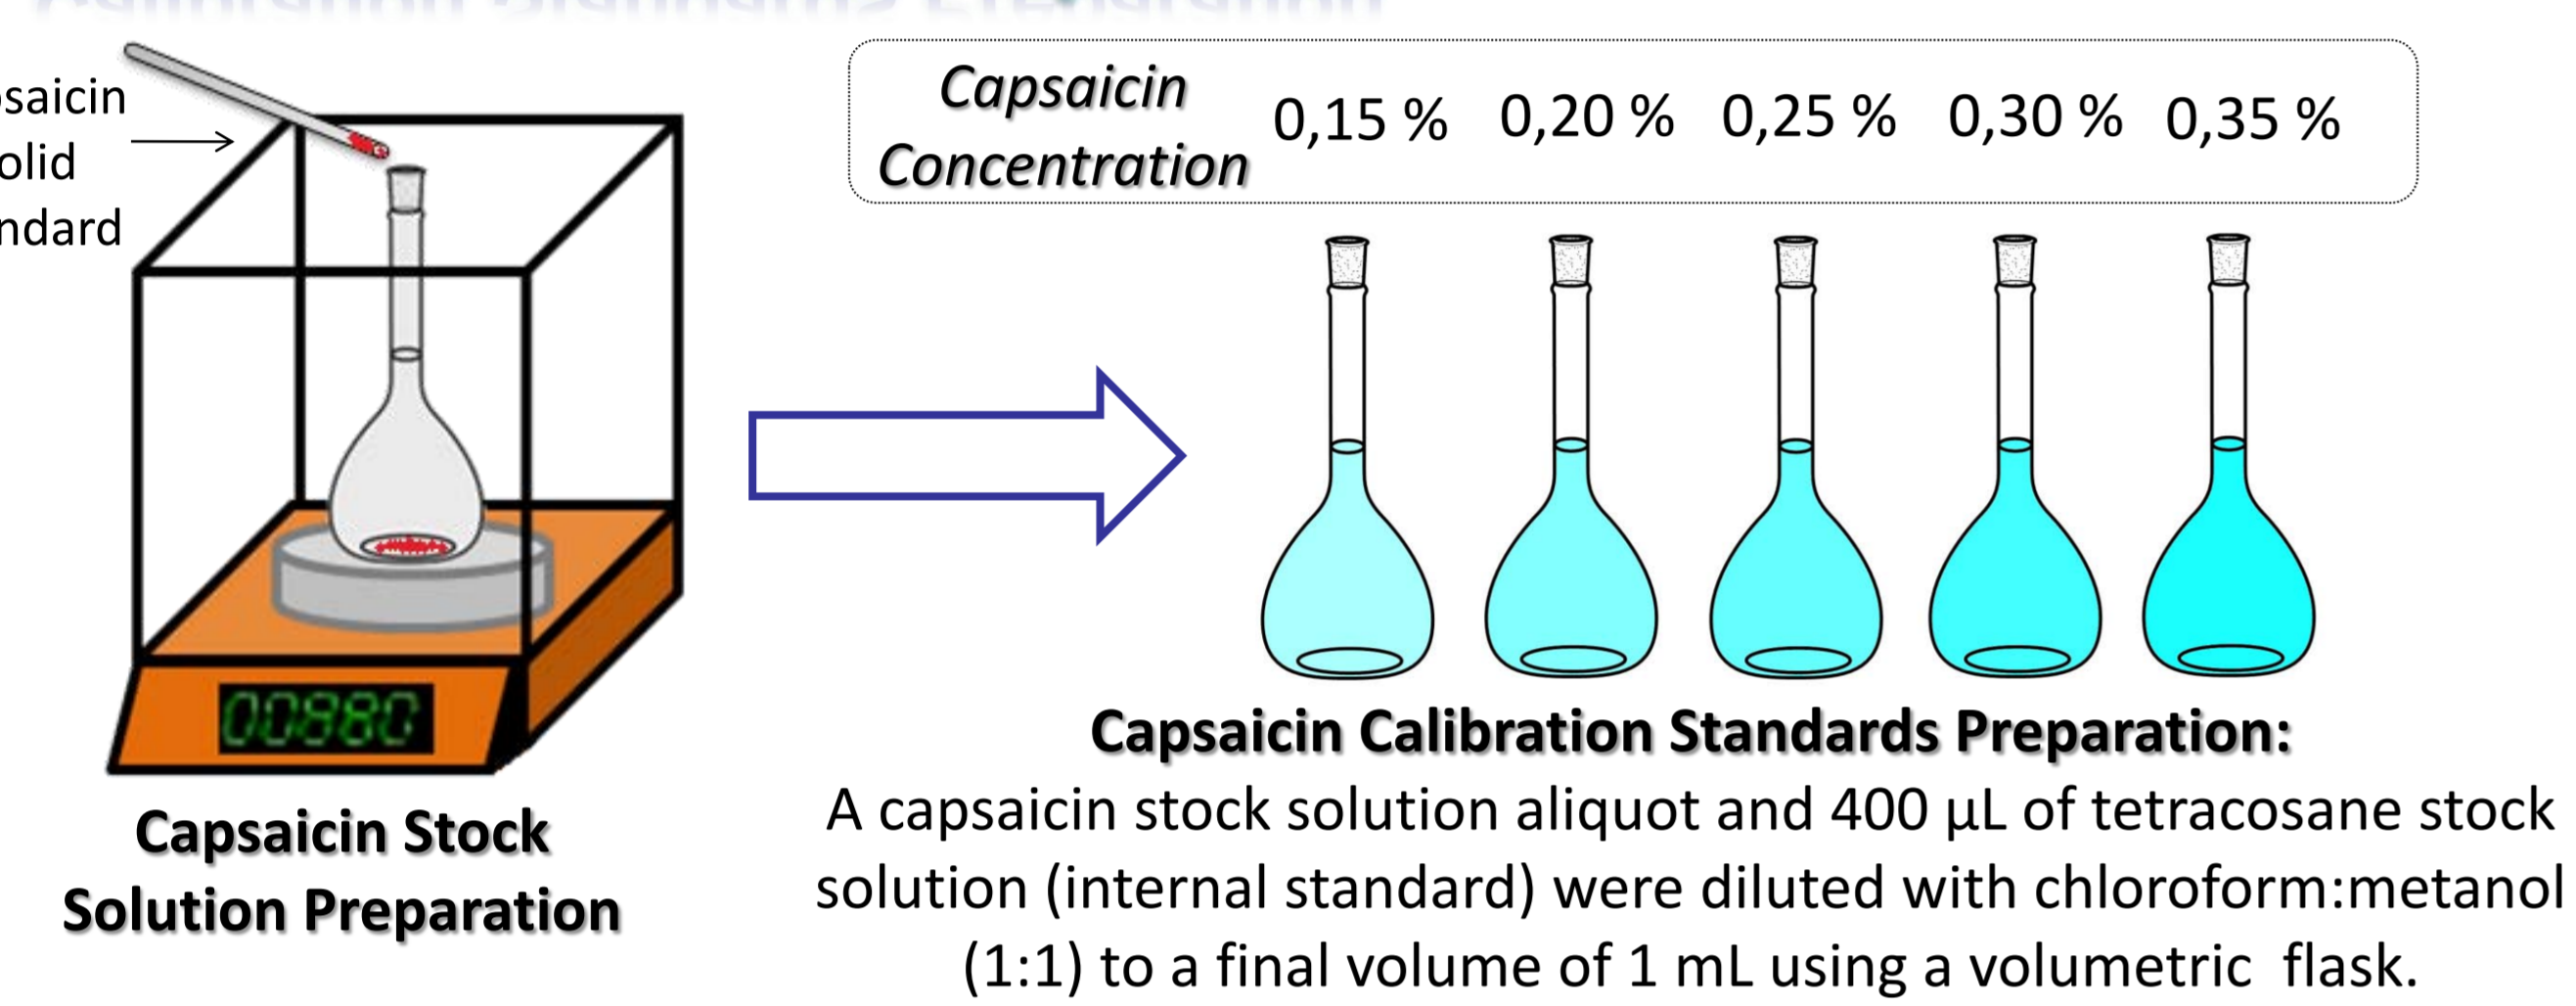 Capsaicin
Concentration
0,15 % 0,20 % 0,25 % 0,30 % 0,35 %
psaicin
olid
ndard
00880
Capsaicin Stock
Solution Preparation
Capsaicin Calibration Standards Preparation:
A capsaicin stock solution aliquot and 400 µL of tetracosane stock
solution (internal standard) were diluted with chloroform:metanol
(1:1) to a final volume of 1 mL using a volumetric flask.